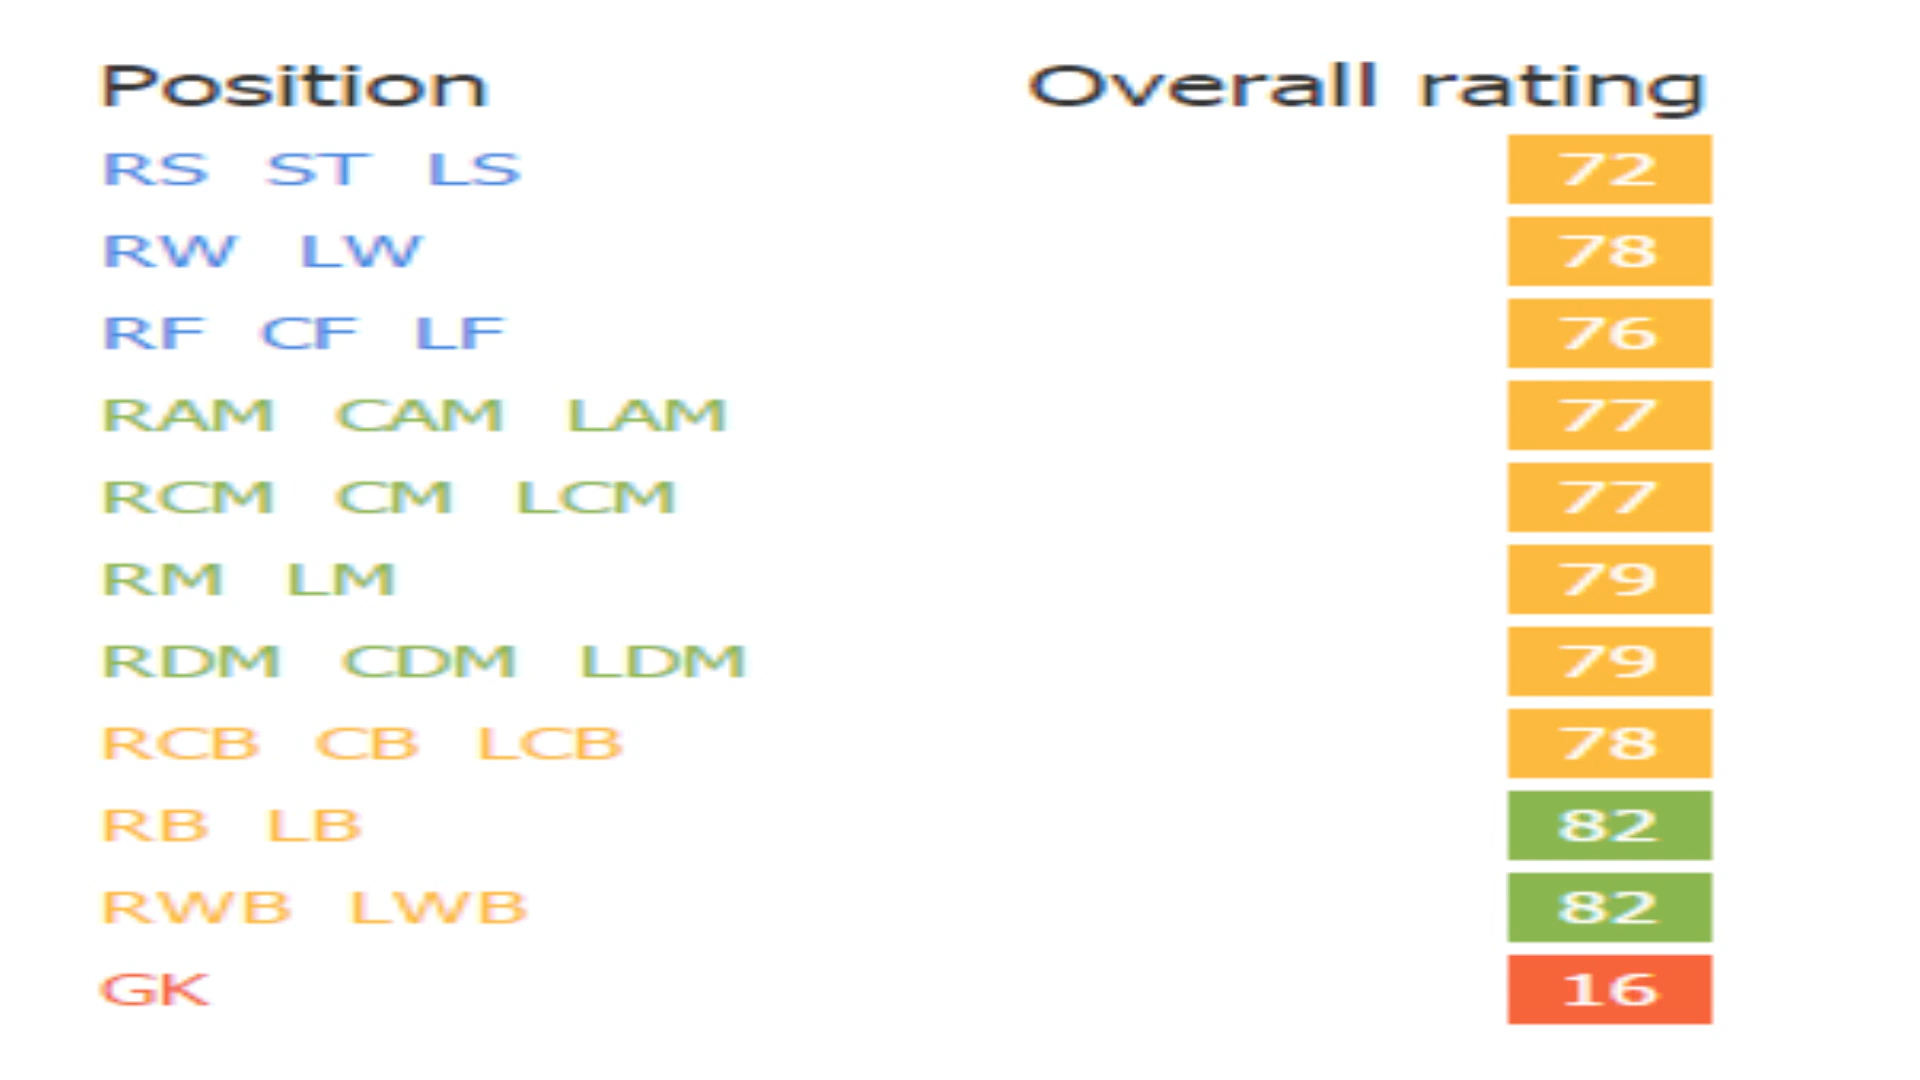 Position Overall rating
RS ST LS 72
RW LW 78
RF CF LF 76
RAM CAM LAM 77
RCM CM LCM 77
RM LM 79
RDM CDM LDM 79
RCB CB LCB 78
RB LB 82
RWB LWB 82
GK 16